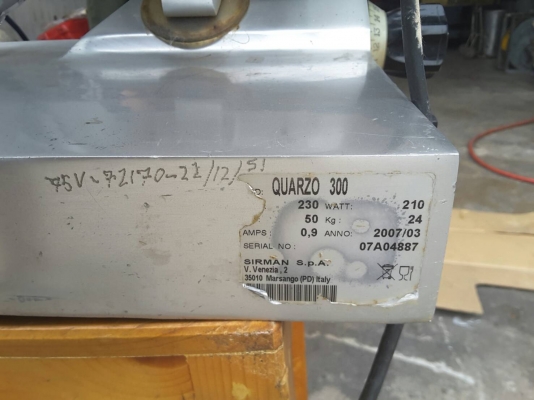 75V-72170-22/12/51
QUARZO 300
230 WATT: 210
50 Kg: 24
AMPS: 0,9 ANNO: 2007/03
SERIAL NO: 07A04887
SIRMAN S.p.A.
V. Venezia, 2
35010 Marsango (PD) Italy